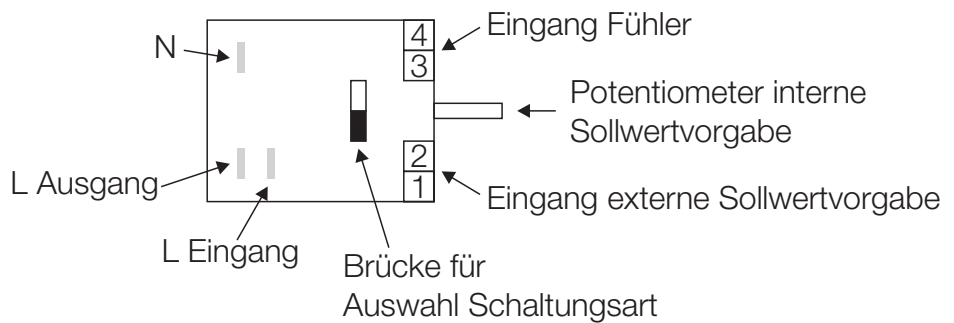 N
L Ausgang
L Eingang
4
3
2
1
Eingang Fühler
Potentiometer interne
Sollwertvorgabe
Eingang externe Sollwertvorgabe
Brücke für
Auswahl Schaltungsart